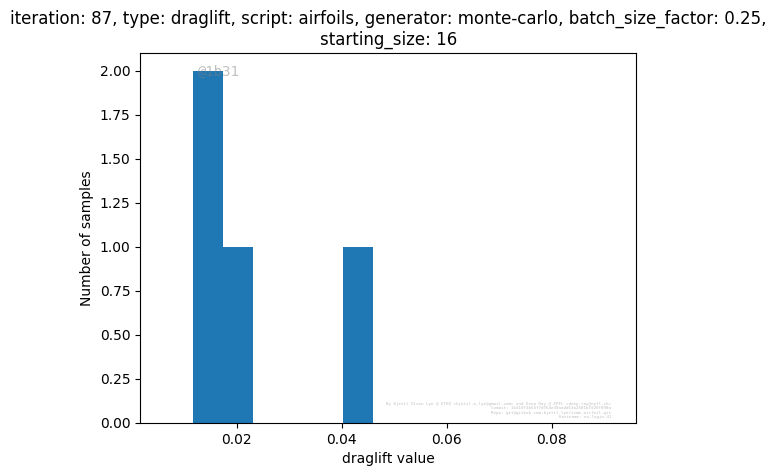 iteration: 87, type: draglift, script: airfoils, generator: monte-carlo, batch_size_factor: 0.25,
starting_size: 16
@1b31
2.00
1.75
1.50
1.25
1.00
0.75
0.50
0.25
0.00
Number of samples
0.02 0.04 0.06 0.08
draglift value